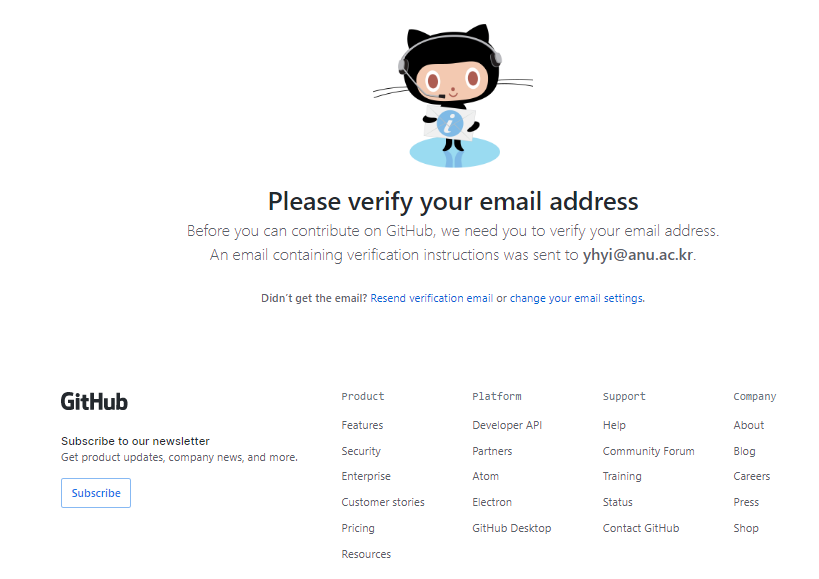 i
Please verify your email address
Before you can contribute on GitHub, we need you to verify your email address.
An email containing verification instructions was sent to yhyi@anu.ac.kr.
Didn't get the email? Resend verification email or change your email settings.
GitHub
Subscribe to our newsletter
Get product updates, company news, and more.
Subscribe
Product
Features
Security
Enterprise
Customer stories
Pricing
Resources
Platform
Developer API
Partners
Atom
Electron
GitHub Desktop
Support
Help
Community Forum
Training
Status
Contact GitHub
Company
About
Blog
Careers
Press
Shop